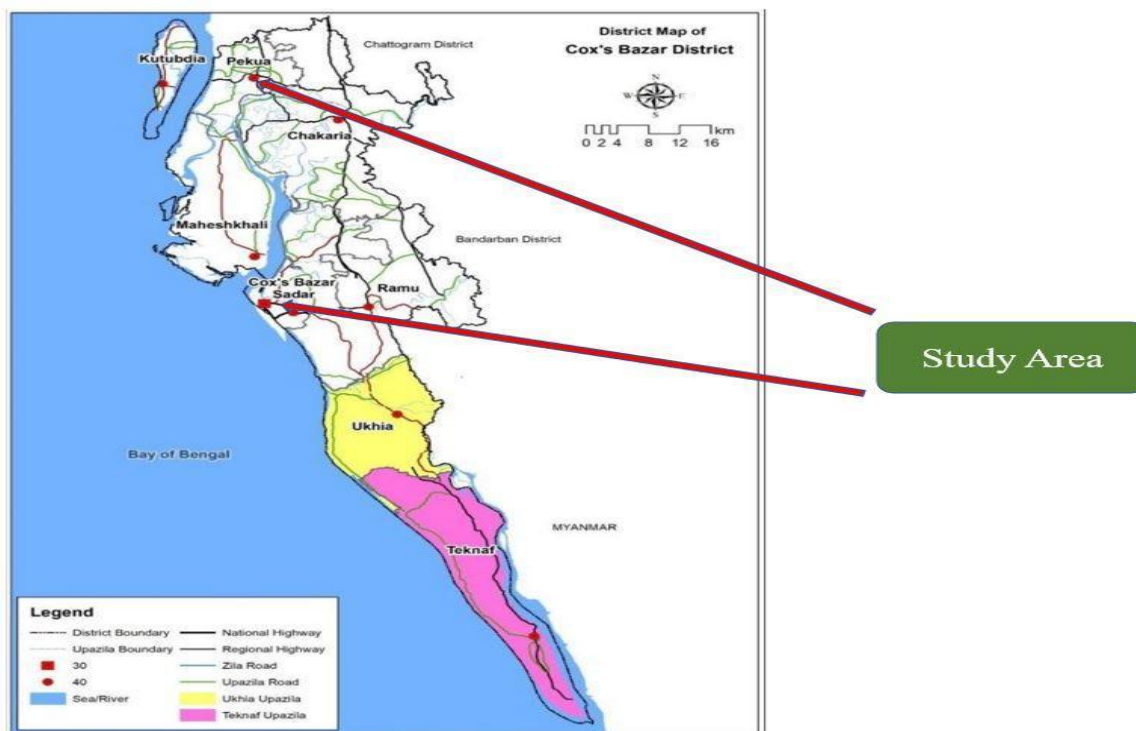 District Map of
Cox's Bazar District
Chattogram District
Kutubdia
Pekua
N
W E
S
km
0 2 4 8 12 16
Chakaria
Maheshkhali
Bandarban District
Cox's Bazar
Sadar
Ramu
Study Area
Ukhia
Bay of Bengal
MYANMAR
Teknaf
Legend
District Boundary National Highway
Upazila Boundary Regional Highway
30 Zila Road
40 Upazila Road
Sea/River Ukhia Upazila
Teknaf Upazila